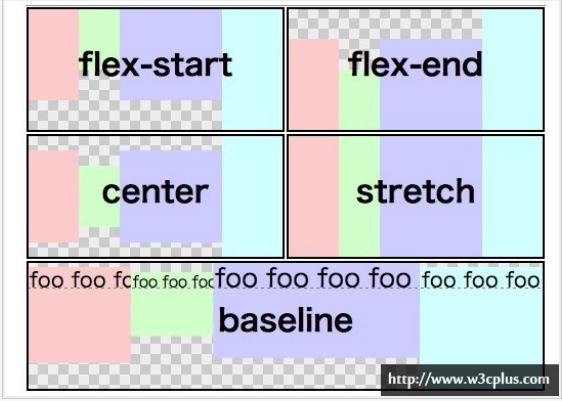 flex-start
flex-end
center
stretch
foo foo fo
foo foo foo
foo foo foo foo
foo foo foo
baseline
http://www.w3cplus.com